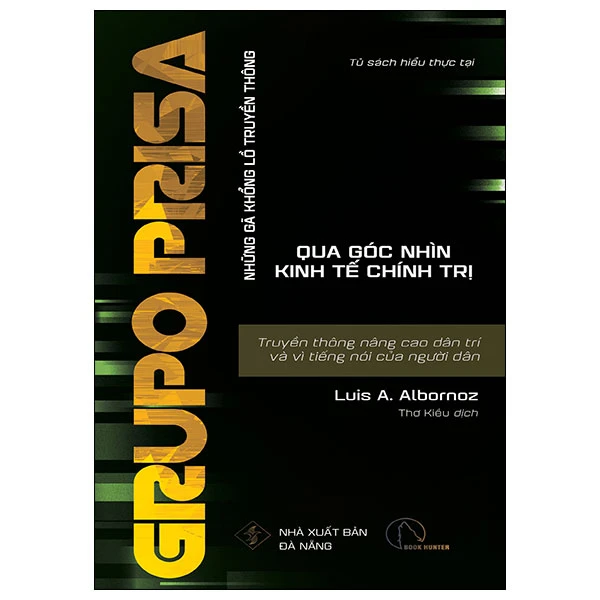 GRUPO PRISA
NHỮNG GÃ KHỔNG LỒ TRUYỀN THÔNG
Tủ sách hiểu thực tại
QUA GÓC NHÌN
KINH TẾ CHÍNH TRỊ
Truyền thông nâng cao dân trí
và vì tiếng nói của người dân
Luis A. Albornoz
Thơ Kiều dịch
NHÀ XUẤT BẢN
ĐÀ NẴNG
BOOK HUNTER